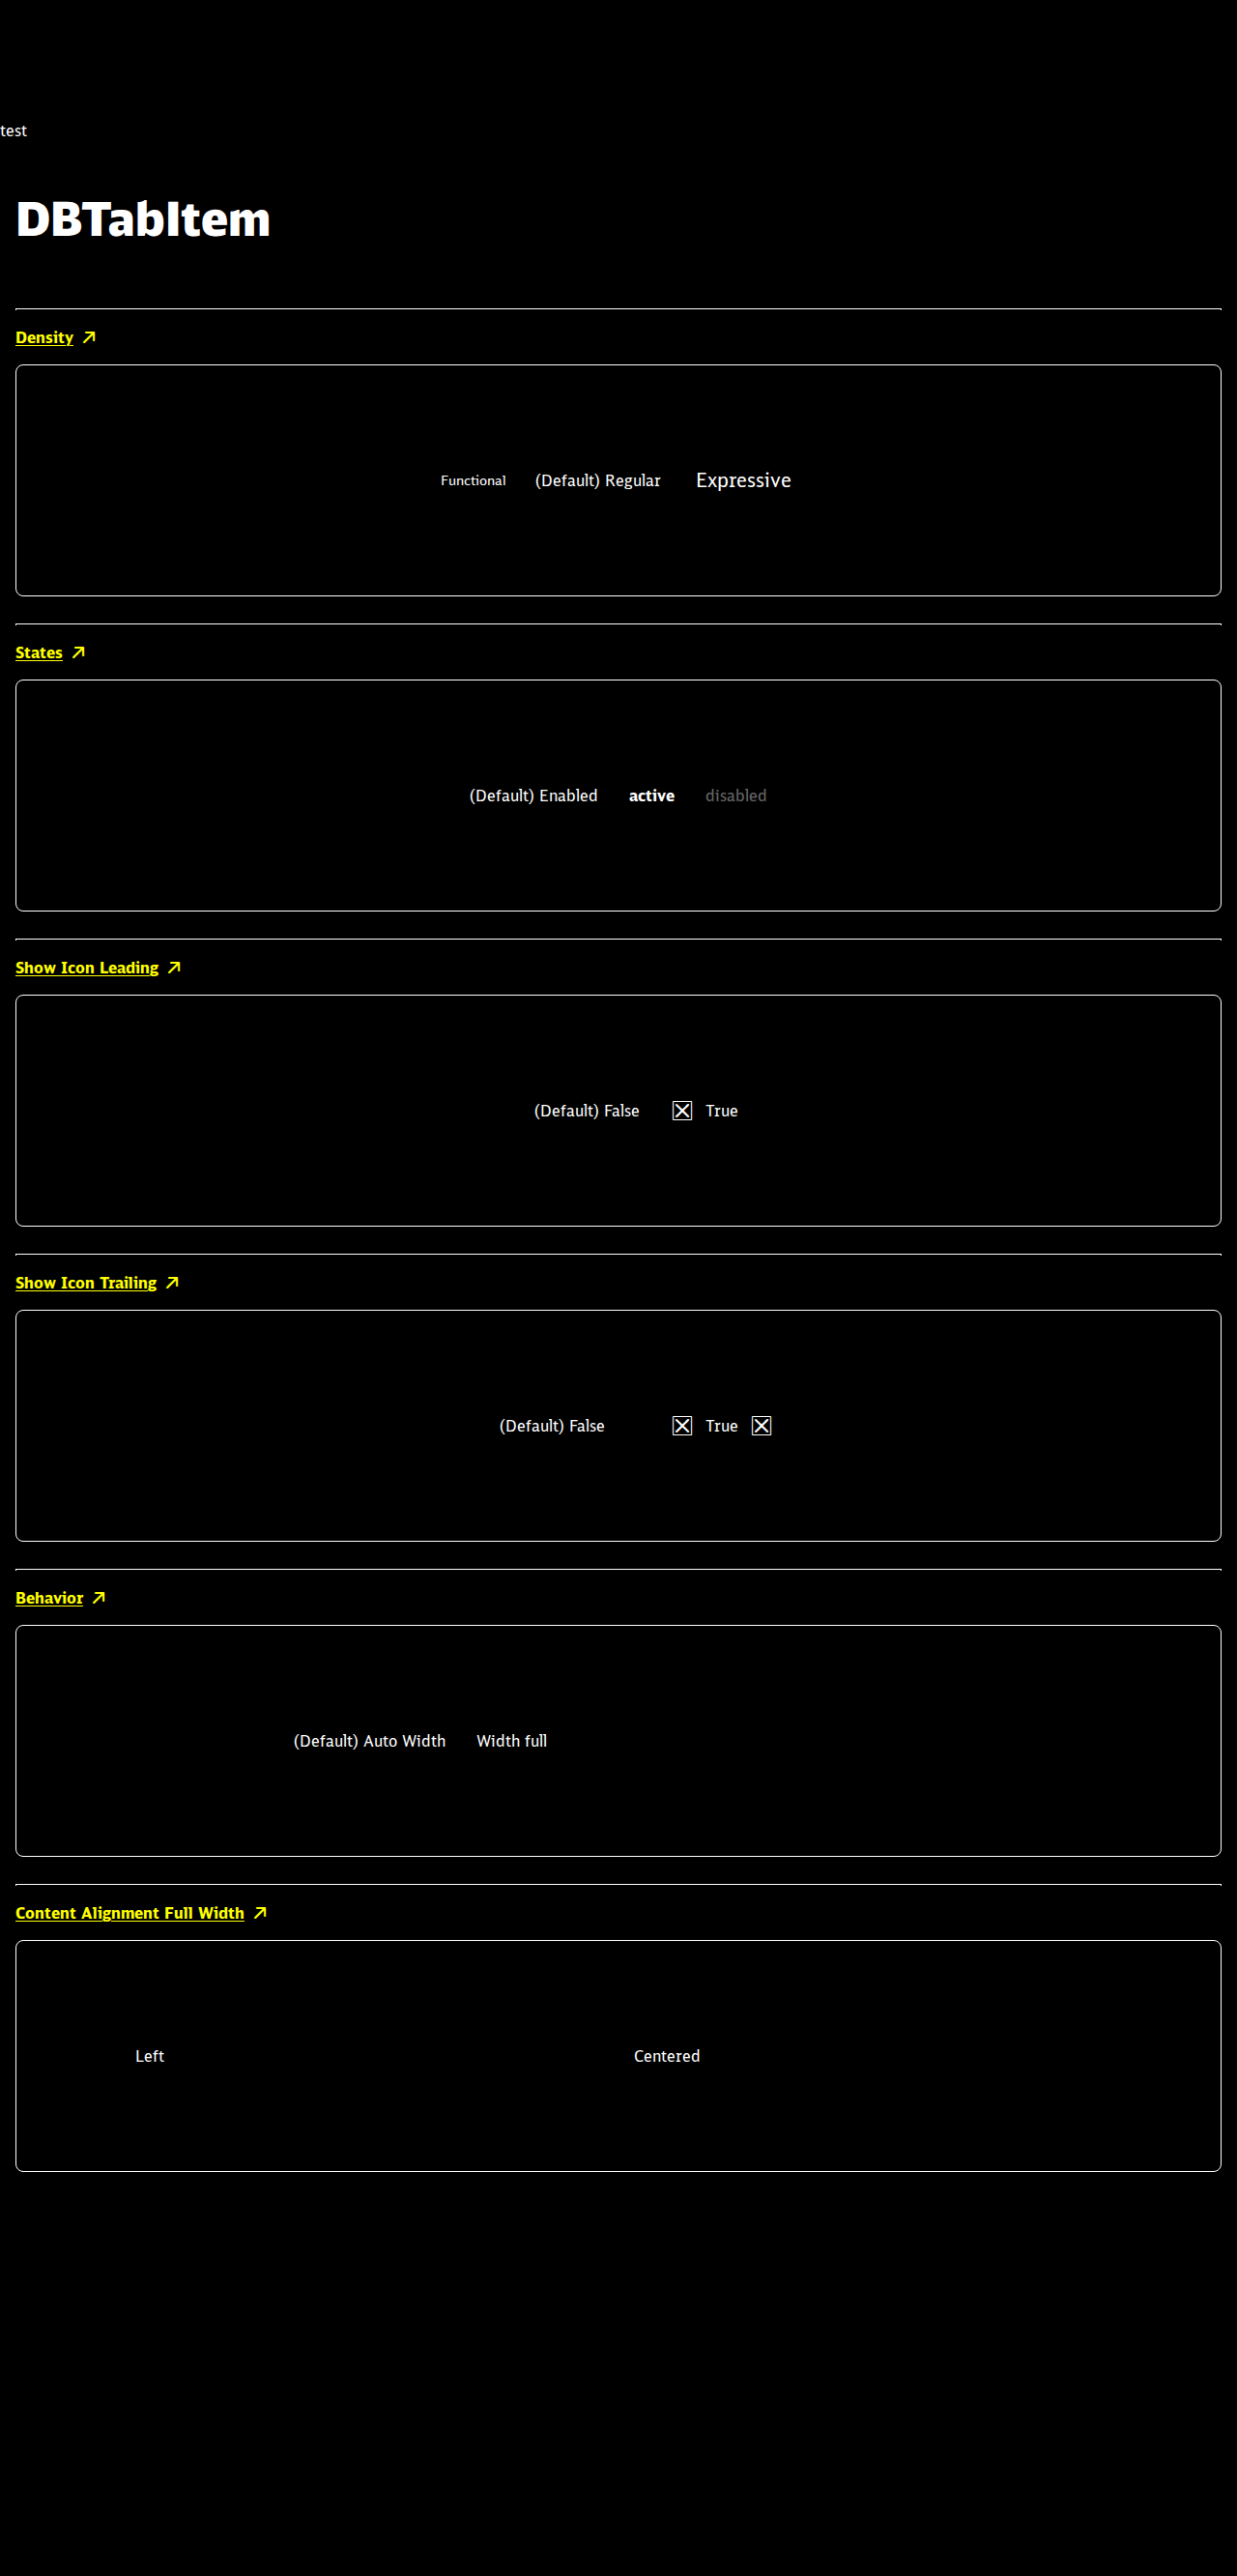 test
DBTabItem
Density
Functional (Default) Regular Expressive
States
(Default) Enabled active disabled
Show Icon Leading
(Default) False True
Show Icon Trailing
(Default) False True
Behavior
(Default) Auto Width Width full
Content Alignment Full Width
Left Centered